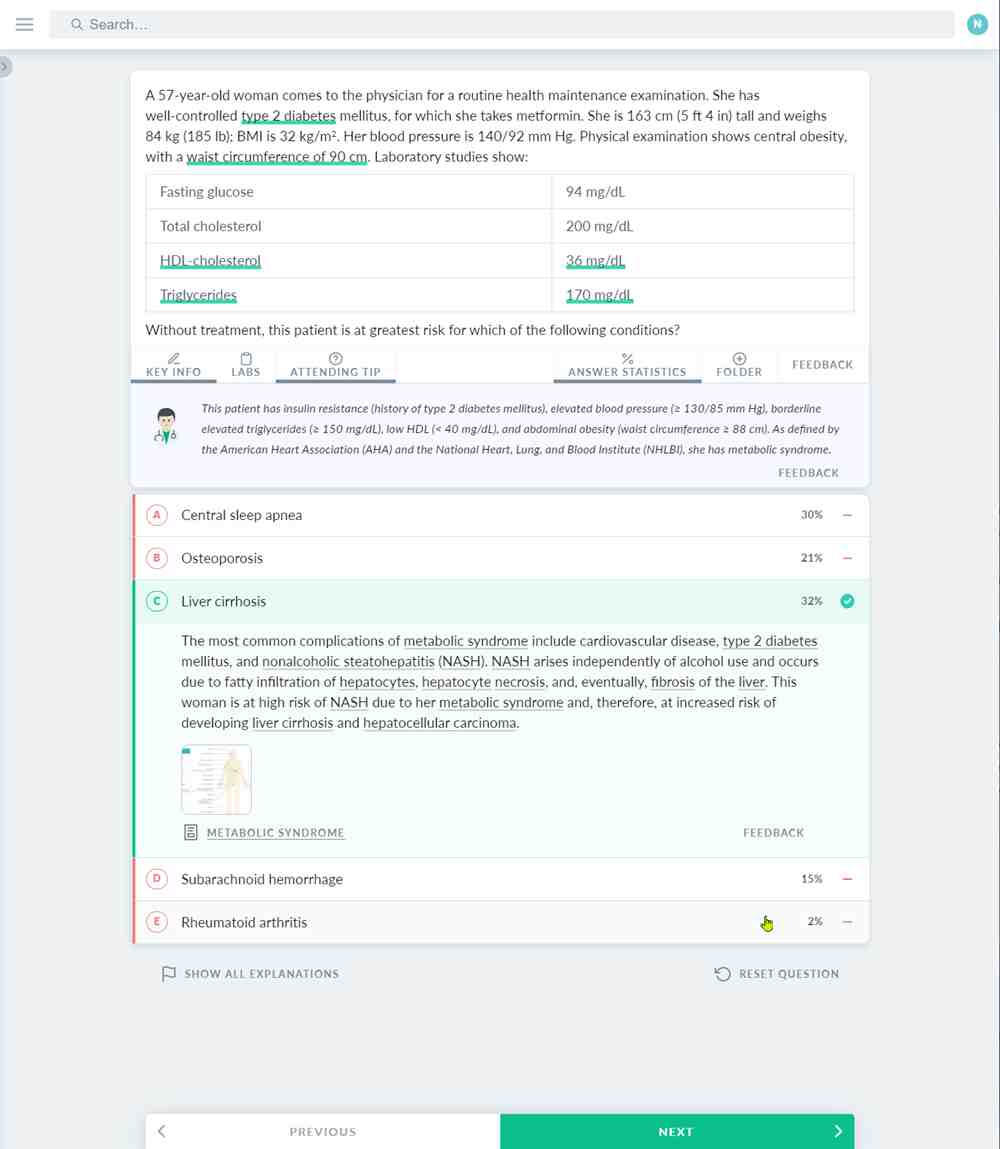 Search...
N
A 57-year-old woman comes to the physician for a routine health maintenance examination. She has
well-controlled type 2 diabetes mellitus, for which she takes metformin. She is 163 cm (5 ft 4 in) tall and weighs
84 kg (185 lb); BMI is 32 kg/m². Her blood pressure is 140/92 mm Hg. Physical examination shows central obesity,
with a waist circumference of 90 cm. Laboratory studies show:
Fasting glucose 94 mg/dL
Total cholesterol 200 mg/dL
HDL-cholesterol 36 mg/dL
Triglycerides 170 mg/dL
Without treatment, this patient is at greatest risk for which of the following conditions?
KEY INFO LABS ATTENDING TIP ANSWER STATISTICS FOLDER FEEDBACK
This patient has insulin resistance (history of type 2 diabetes mellitus), elevated blood pressure (≥ 130/85 mm Hg), borderline
elevated triglycerides (≥ 150 mg/dL), low HDL (< 40 mg/dL), and abdominal obesity (waist circumference ≥ 88 cm). As defined by
the American Heart Association (AHA) and the National Heart, Lung, and Blood Institute (NHLBI), she has metabolic syndrome.
FEEDBACK
A Central sleep apnea 30%
B Osteoporosis 21%
C Liver cirrhosis 32%
The most common complications of metabolic syndrome include cardiovascular disease, type 2 diabetes
mellitus, and nonalcoholic steatohepatitis (NASH). NASH arises independently of alcohol use and occurs
due to fatty infiltration of hepatocytes, hepatocyte necrosis, and, eventually, fibrosis of the liver. This
woman is at high risk of NASH due to her metabolic syndrome and, therefore, at increased risk of
developing liver cirrhosis and hepatocellular carcinoma.
METABOLIC SYNDROME FEEDBACK
D Subarachnoid hemorrhage 15%
E Rheumatoid arthritis 2%
SHOW ALL EXPLANATIONS RESET QUESTION
PREVIOUS NEXT